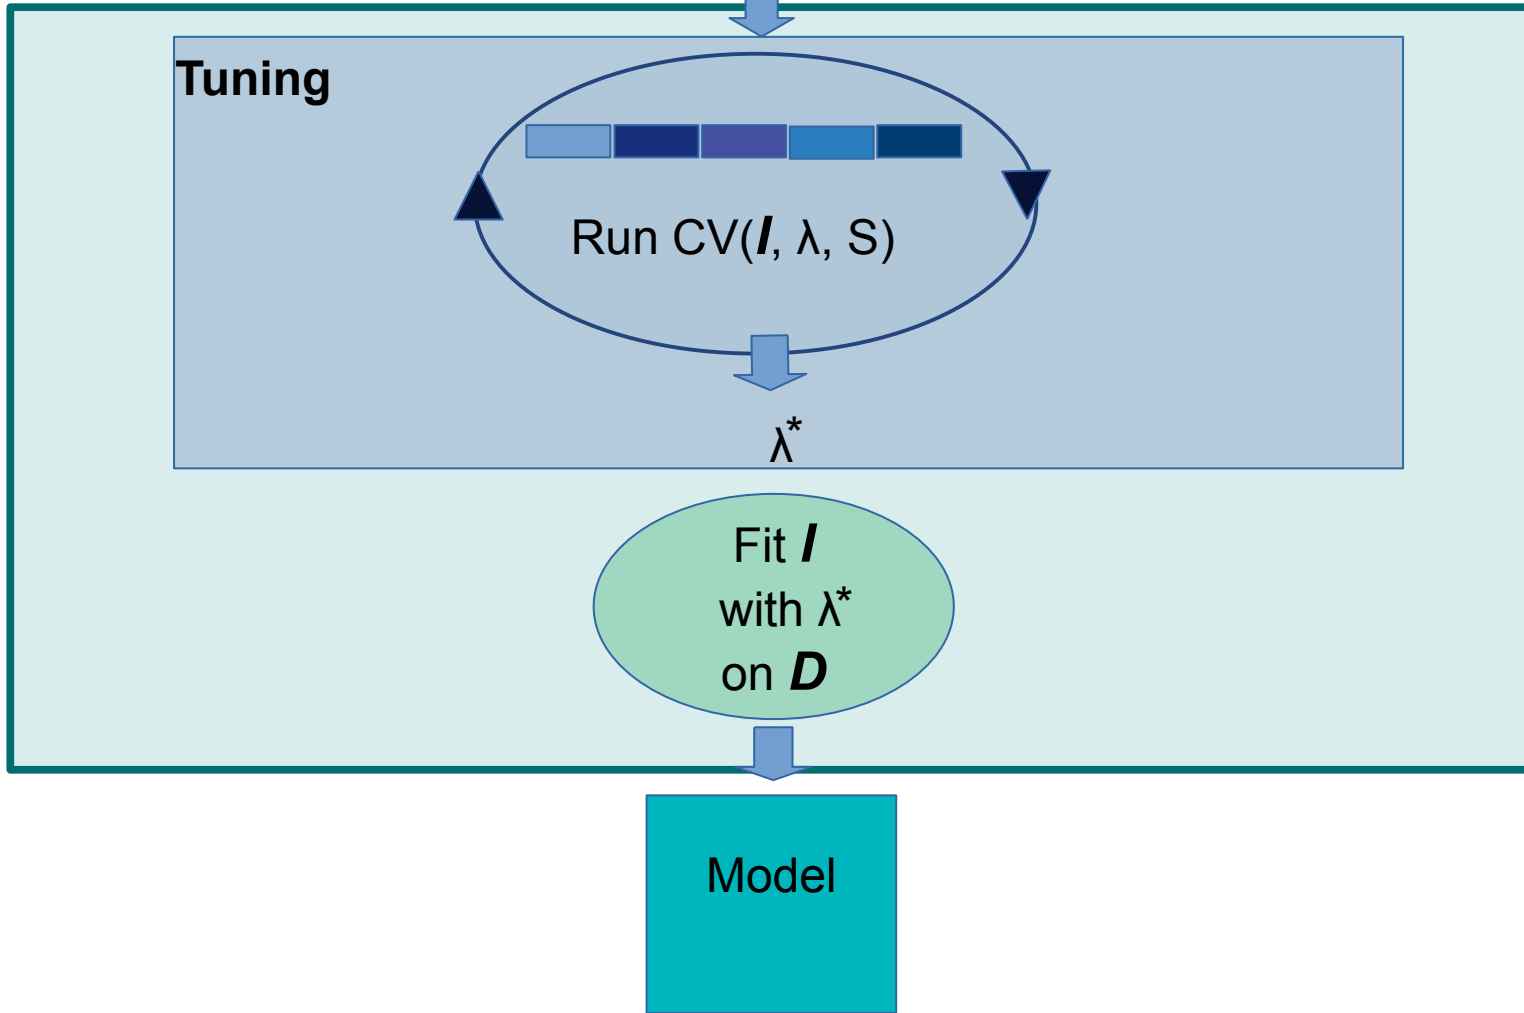 Tuning
Run CV(I, λ, S)
λ*
Fit I
with λ*
on D
Model